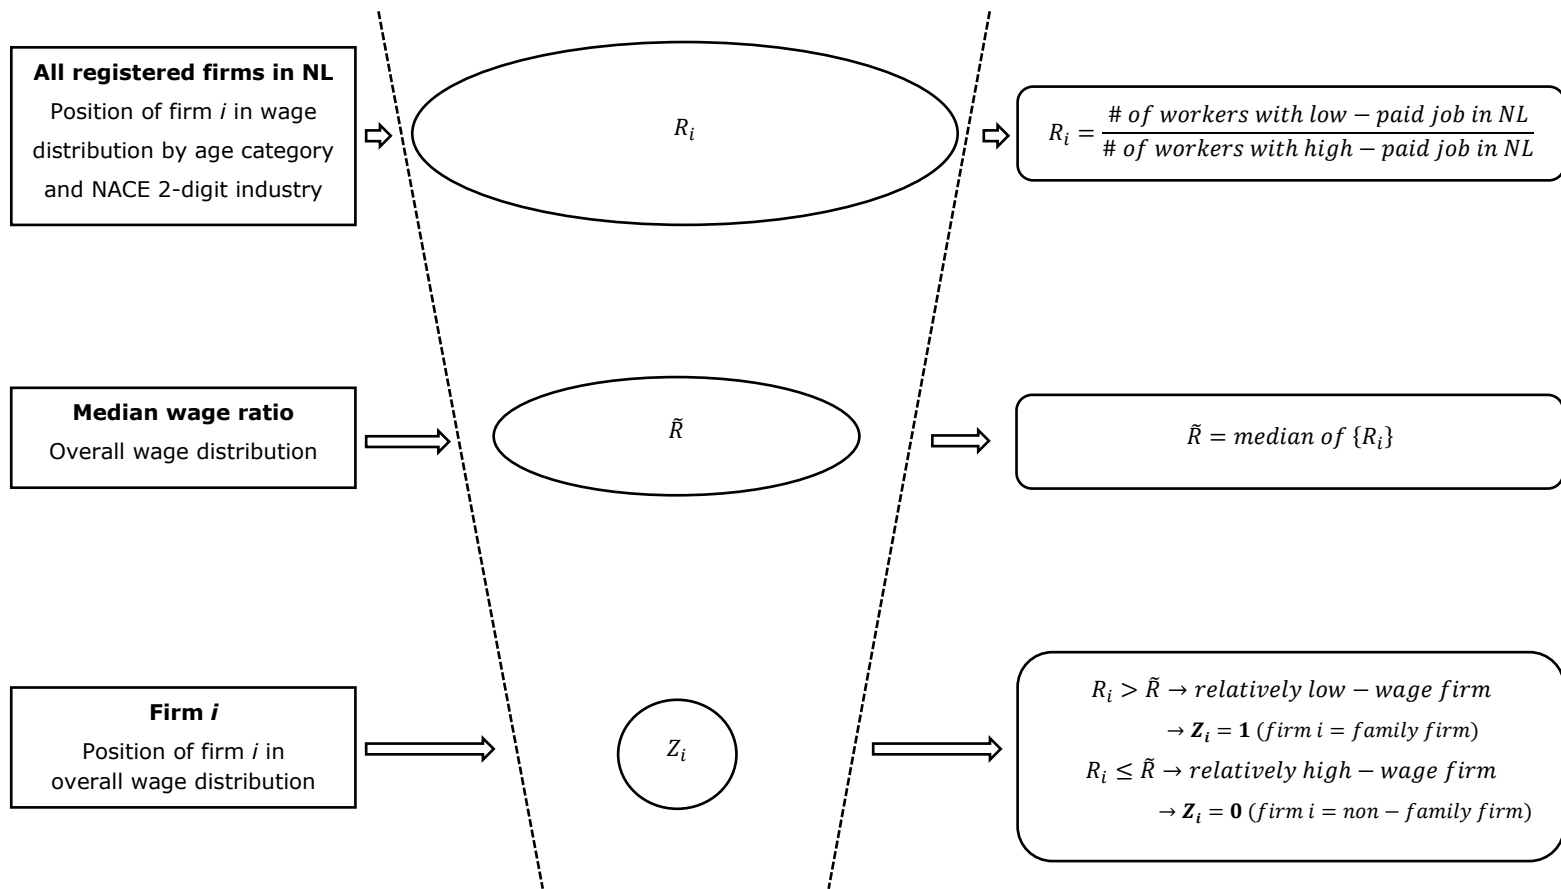 All registered firms in NL
Position of firm i in wage
distribution by age category
and NACE 2-digit industry
R_i
R_i = # of workers with low − paid job in NL / # of workers with high − paid job in NL
Median wage ratio
Overall wage distribution
R̃
R̃ = median of {R_i}
Firm i
Position of firm i in
overall wage distribution
Z_i
R_i > R̃ → relatively low − wage firm
→ Z_i = 1 (firm i = family firm)
R_i ≤ R̃ → relatively high − wage firm
→ Z_i = 0 (firm i = non − family firm)